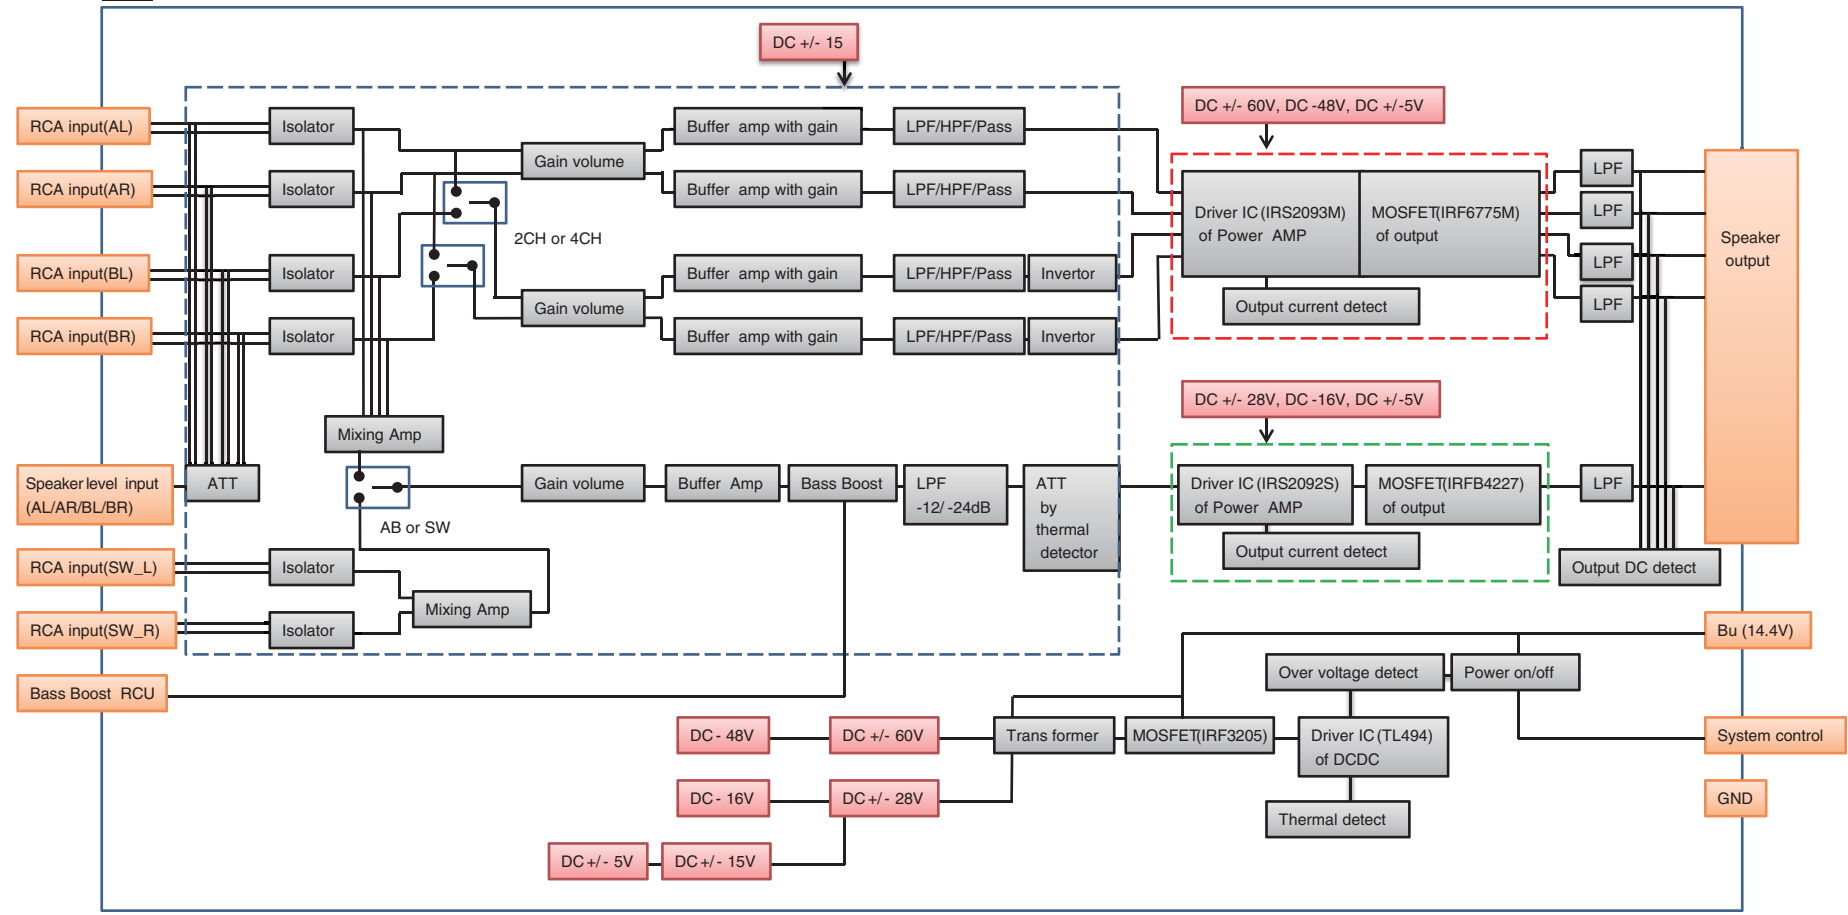 DC +/- 15
DC +/- 60V, DC -48V, DC +/-5V
RCA input(AL)
Isolator
Buffer amp with gain
LPF/HPF/Pass
Gain volume
LPF
RCA input(AR)
Isolator
Buffer amp with gain
LPF/HPF/Pass
Driver IC(IRS2093M)
of Power AMP
MOSFET(IRF6775M)
of output
LPF
2CH or 4CH
Speaker
output
LPF
RCA input(BL)
Isolator
Buffer amp with gain
LPF/HPF/Pass
Invertor
Gain volume
Output current detect
LPF
RCA input(BR)
Isolator
Buffer amp with gain
LPF/HPF/Pass
Invertor
DC +/- 28V, DC -16V, DC +/-5V
Mixing Amp
Speaker level input
(AL/AR/BL/BR)
ATT
Gain volume
Buffer Amp
Bass Boost
LPF
-12/ -24dB
ATT
by
thermal
detector
Driver IC(IRS2092S)
of Power AMP
MOSFET(IRFB4227)
of output
LPF
AB or SW
Output current detect
Output DC detect
RCA input(SW_L)
Isolator
Mixing Amp
RCA input(SW_R)
Isolator
Bu (14.4V)
Bass Boost RCU
Over voltage detect
Power on/off
DC - 48V
DC +/- 60V
Trans former
MOSFET(IRF3205)
Driver IC(TL494)
of DCDC
System control
DC - 16V
DC +/- 28V
GND
Thermal detect
DC +/- 5V
DC +/- 15V